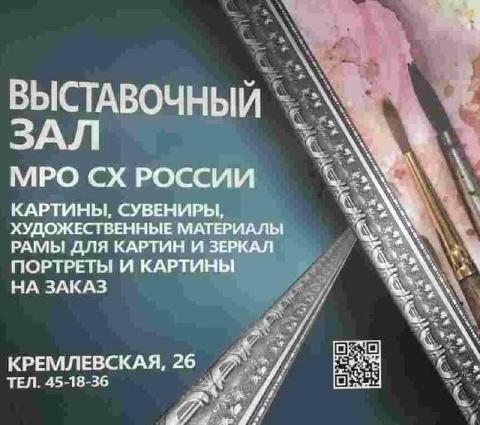 ВЫСТАВОЧНЫЙ
ЗАЛ
МРО СХ РОССИИ
КАРТИНЫ, СУВЕНИРЫ,
ХУДОЖЕСТВЕННЫЕ МАТЕРИАЛЫ
РАМЫ ДЛЯ КАРТИН И ЗЕРКАЛ
ПОРТРЕТЫ И КАРТИНЫ
НА ЗАКАЗ
КРЕМЛЕВСКАЯ, 26
ТЕЛ. 45-18-36